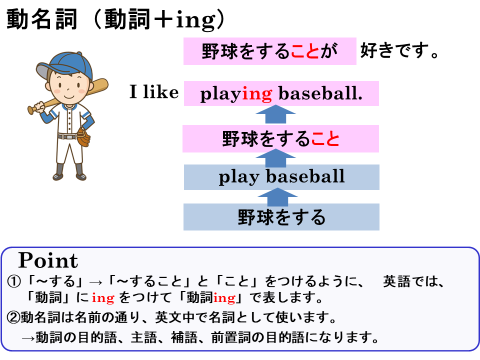 動名詞（動詞＋ing）
野球をすることが 好きです。
I like playing baseball.
野球をすること
play baseball
野球をする
Point
①「～する」→「～すること」と「こと」をつけるように、 英語では、
「動詞」に ing をつけて「動詞ing」で表します。
②動名詞は名前の通り、英文中で名詞として使います。
→動詞の目的語、主語、補語、前置詞の目的語になります。